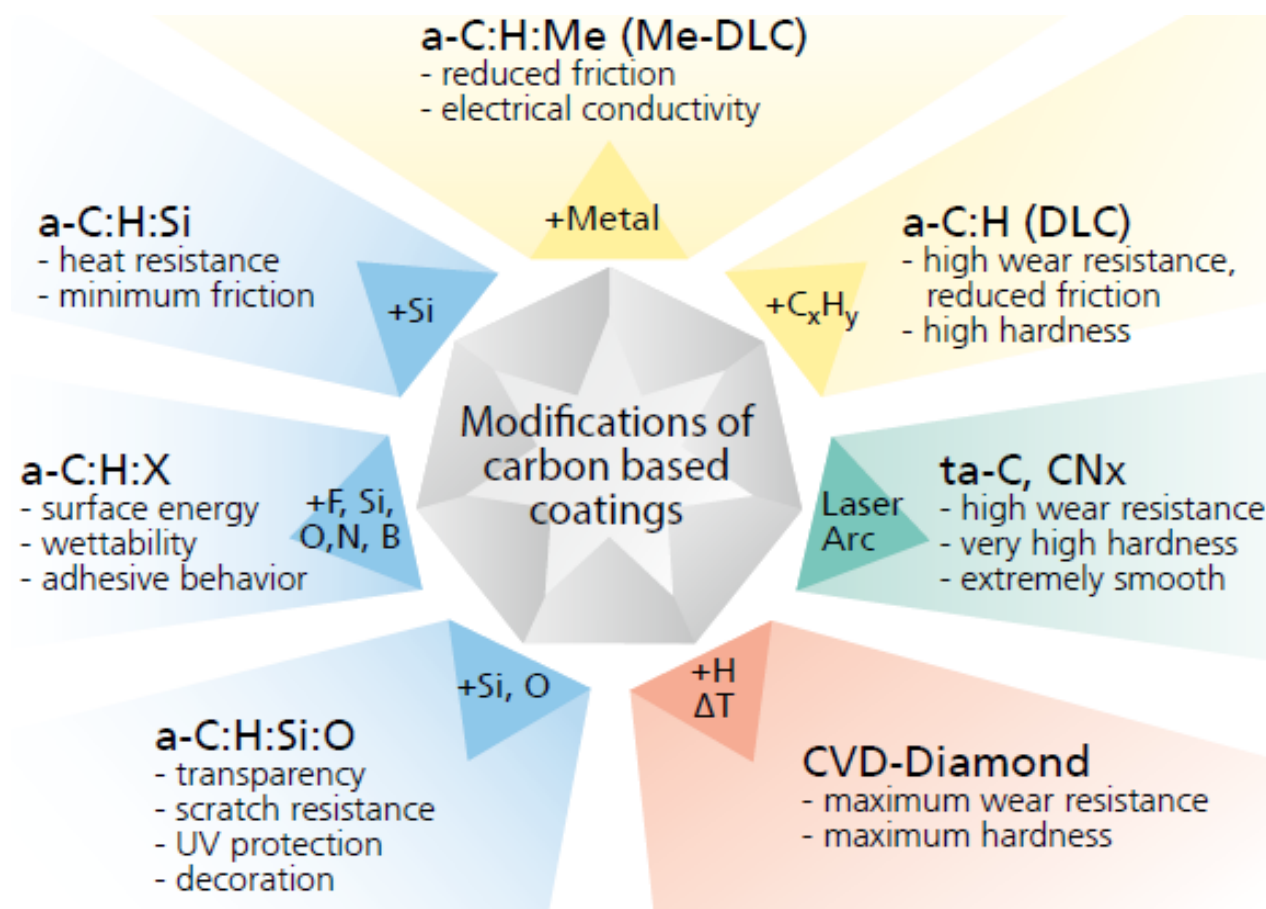 a-C:H:Me (Me-DLC)
- reduced friction
- electrical conductivity
+Metal
a-C:H (DLC)
- high wear resistance,
reduced friction
- high hardness
+CxHy
ta-C, CNx
- high wear resistance
- very high hardness
- extremely smooth
Laser
Arc
CVD-Diamond
- maximum wear resistance
- maximum hardness
+H
ΔT
a-C:H:Si:O
- transparency
- scratch resistance
- UV protection
- decoration
+Si, O
a-C:H:X
- surface energy
- wettability
- adhesive behavior
+F, Si,
O,N, B
a-C:H:Si
- heat resistance
- minimum friction
+Si
Modifications of
carbon based
coatings